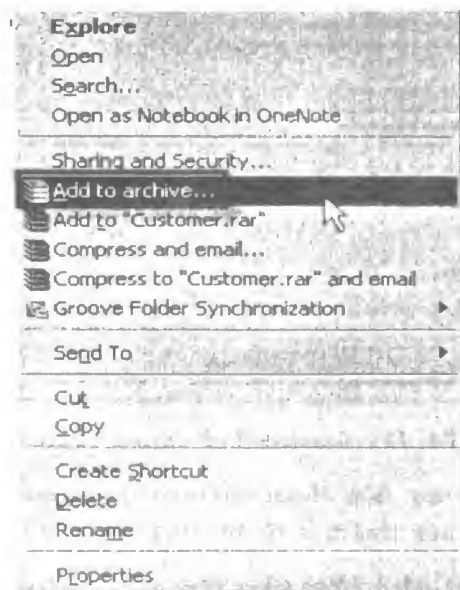 Explore
Open
Search...
Open as Notebook in OneNote
Sharing and Security...
Add to archive...
Add to "Customer.rar"
Compress and email...
Compress to "Customer.rar" and email
Groove Folder Synchronization
Send To
Cut
Copy
Create Shortcut
Delete
Rename
Properties